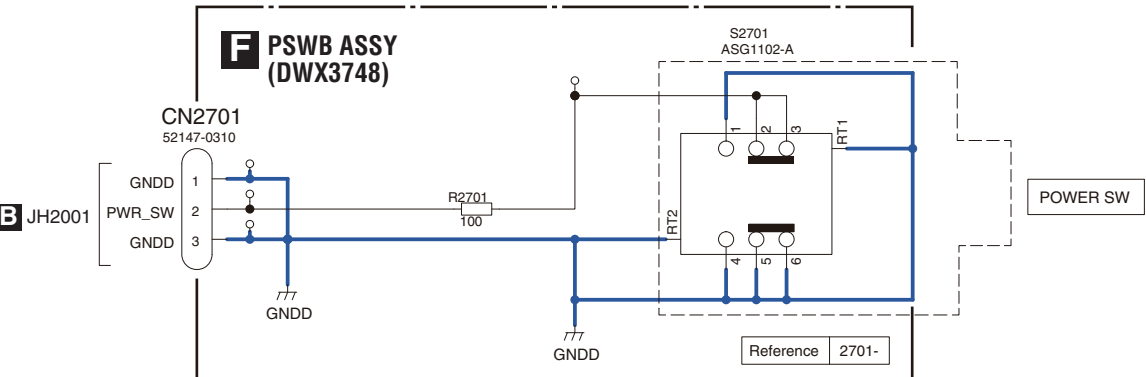 F PSWB ASSY
(DWX3748)
S2701
ASG1102-A
CN2701
52147-0310
1 2 3
RT1
GNDD 1
R2701
POWER SW
B JH2001
PWR_SW 2
100
RT2
GNDD 3
4 5 6
GNDD
GNDD
Reference 2701-